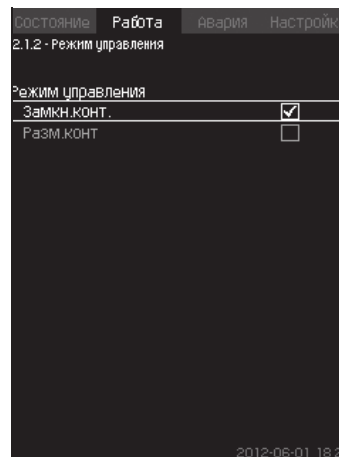 Состояние Работа Авария Настройк
2.1.2 - Режим управления
Режим управления
Замкн.конт.
Разм.конт
2012-06-01 18:2